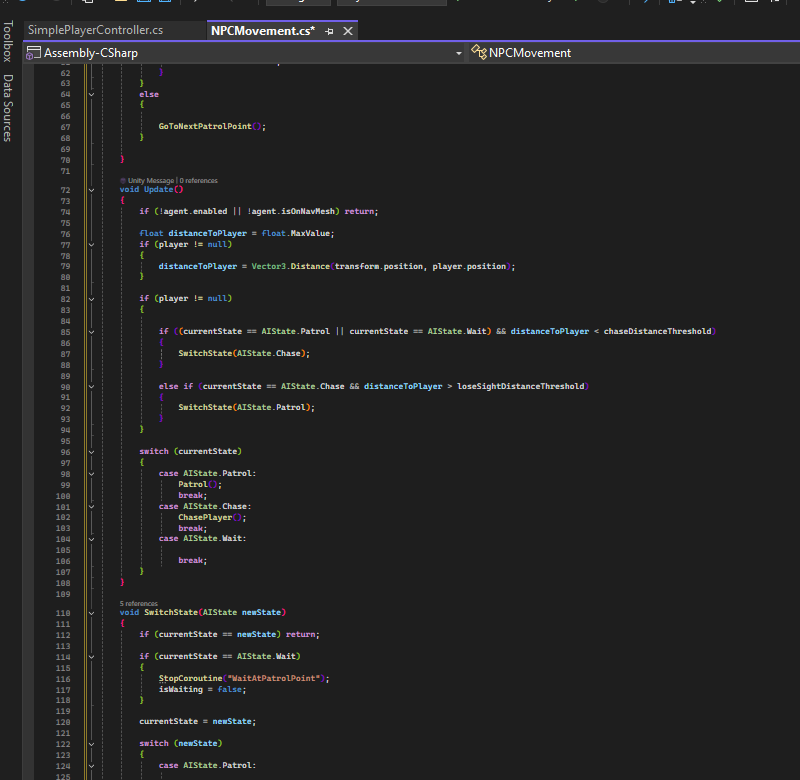 SimplePlayerController.cs
NPCMovement.cs*
Toolbox
Data Sources
Assembly-CSharp
NPCMovement
62 }
63 }
64 else
65 {
66
67 GoToNextPatrolPoint();
68 }
69
70 }
71
Unity Message | 0 references
72 void Update()
73 {
74 if (!agent.enabled || !agent.isOnNavMesh) return;
75
76 float distanceToPlayer = float.MaxValue;
77 if (player != null)
78 {
79 distanceToPlayer = Vector3.Distance(transform.position, player.position);
80 }
81
82 if (player != null)
83 {
84
85 if ((currentState == AIState.Patrol || currentState == AIState.Wait) && distanceToPlayer < chaseDistanceThreshold)
86 {
87 SwitchState(AIState.Chase);
88 }
89
90 else if (currentState == AIState.Chase && distanceToPlayer > loseSightDistanceThreshold)
91 {
92 SwitchState(AIState.Patrol);
93 }
94 }
95
96 switch (currentState)
97 {
98 case AIState.Patrol:
99 Patrol();
100 break;
101 case AIState.Chase:
102 ChasePlayer();
103 break;
104 case AIState.Wait:
105
106 break;
107 }
108 }
109
5 references
110 void SwitchState(AIState newState)
111 {
112 if (currentState == newState) return;
113
114 if (currentState == AIState.Wait)
115 {
116 StopCoroutine("WaitAtPatrolPoint");
117 isWaiting = false;
118 }
119
120 currentState = newState;
121
122 switch (newState)
123 {
124 case AIState.Patrol:
125